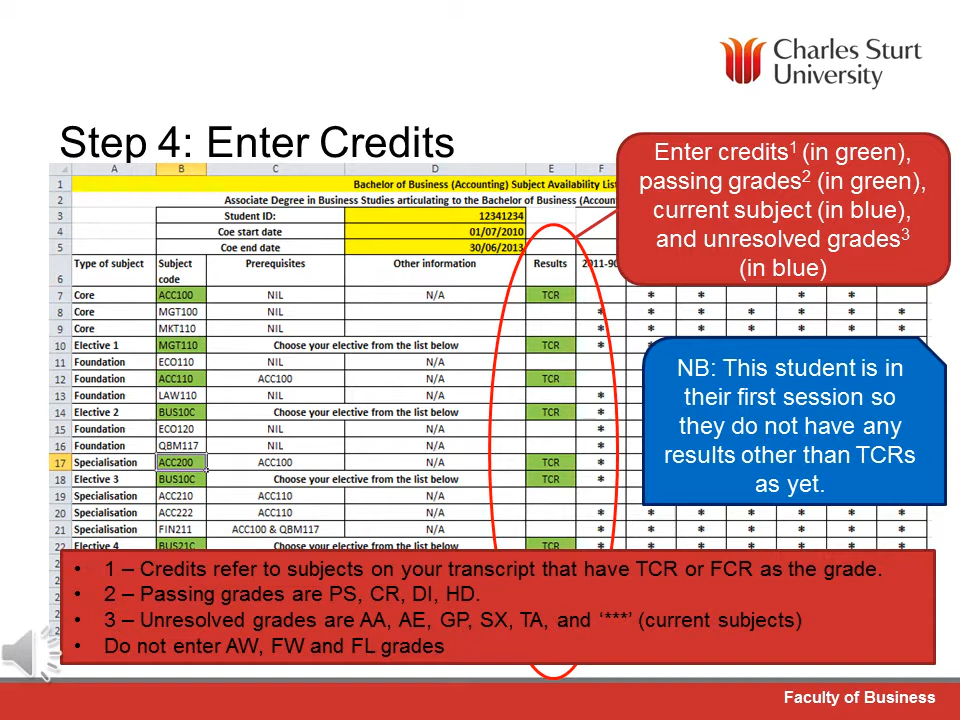 Charles Sturt
University
Step 4: Enter Credits
Enter credits¹ (in green),
passing grades² (in green),
current subject (in blue),
and unresolved grades³
(in blue)
A B C D E F
1 Bachelor of Business (Accounting) Subject Availability List
2 Associate Degree in Business Studies articulating to the Bachelor of Business (Accoun
3 Student ID: 12341234
4 Coe start date 01/07/2010
5 Coe end date 30/06/2013
6 Type of subject Subject code Prerequisites Other information Results 2011-90
7 Core ACC100 NIL N/A TCR * * * *
8 Core MGT100 NIL * * * * * * *
9 Core MKT110 NIL * * * * * * *
10 Elective 1 MGT110 Choose your elective from the list below TCR * *
11 Foundation ECO110 NIL N/A
12 Foundation ACC110 ACC100 N/A TCR
13 Foundation LAW110 NIL N/A *
14 Elective 2 BUS10C Choose your elective from the list below TCR *
15 Foundation ECO120 NIL N/A *
16 Foundation QBM117 NIL N/A *
17 Specialisation ACC200 ACC100 N/A TCR *
18 Elective 3 BUS10C Choose your elective from the list below TCR *
19 Specialisation ACC210 ACC110 N/A
20 Specialisation ACC222 ACC110 N/A * * * * * * *
21 Specialisation FIN211 ACC100 & QBM117 N/A * * * * * * *
22 Elective 4 BUS21C Choose your elective from the list below TCR * * * * * * *
NB: This student is in
their first session so
they do not have any
results other than TCRs
as yet.
• 1 – Credits refer to subjects on your transcript that have TCR or FCR as the grade.
• 2 – Passing grades are PS, CR, DI, HD.
• 3 – Unresolved grades are AA, AE, GP, SX, TA, and ‘***’ (current subjects)
• Do not enter AW, FW and FL grades
Faculty of Business